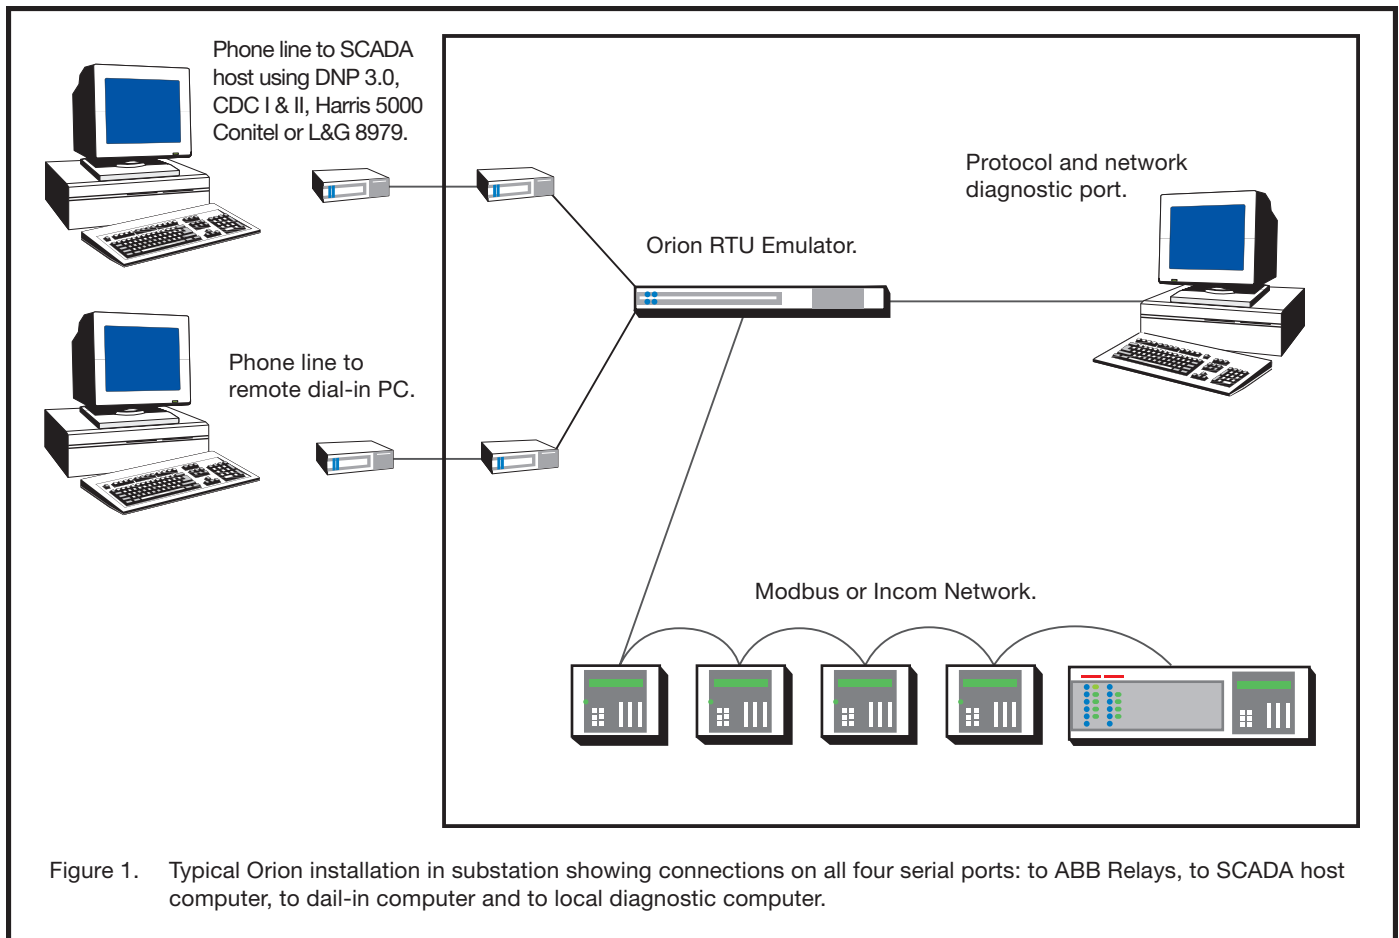 Phone line to SCADA
host using DNP 3.0,
CDC I & II, Harris 5000
Conitel or L&G 8979.
Protocol and network
diagnostic port.
Orion RTU Emulator.
Phone line to
remote dial-in PC.
Modbus or Incom Network.
Figure 1. Typical Orion installation in substation showing connections on all four serial ports: to ABB Relays, to SCADA host
computer, to dail-in computer and to local diagnostic computer.